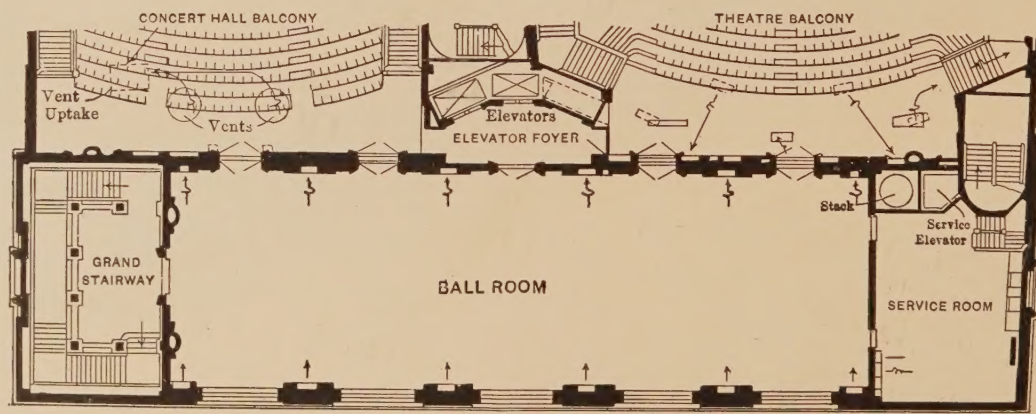 CONCERT HALL BALCONY
THEATRE BALCONY
Vent
Uptake
Vents
Elevators
ELEVATOR FOYER
Stack
Service
Elevator
GRAND
STAIRWAY
BALL ROOM
SERVICE ROOM